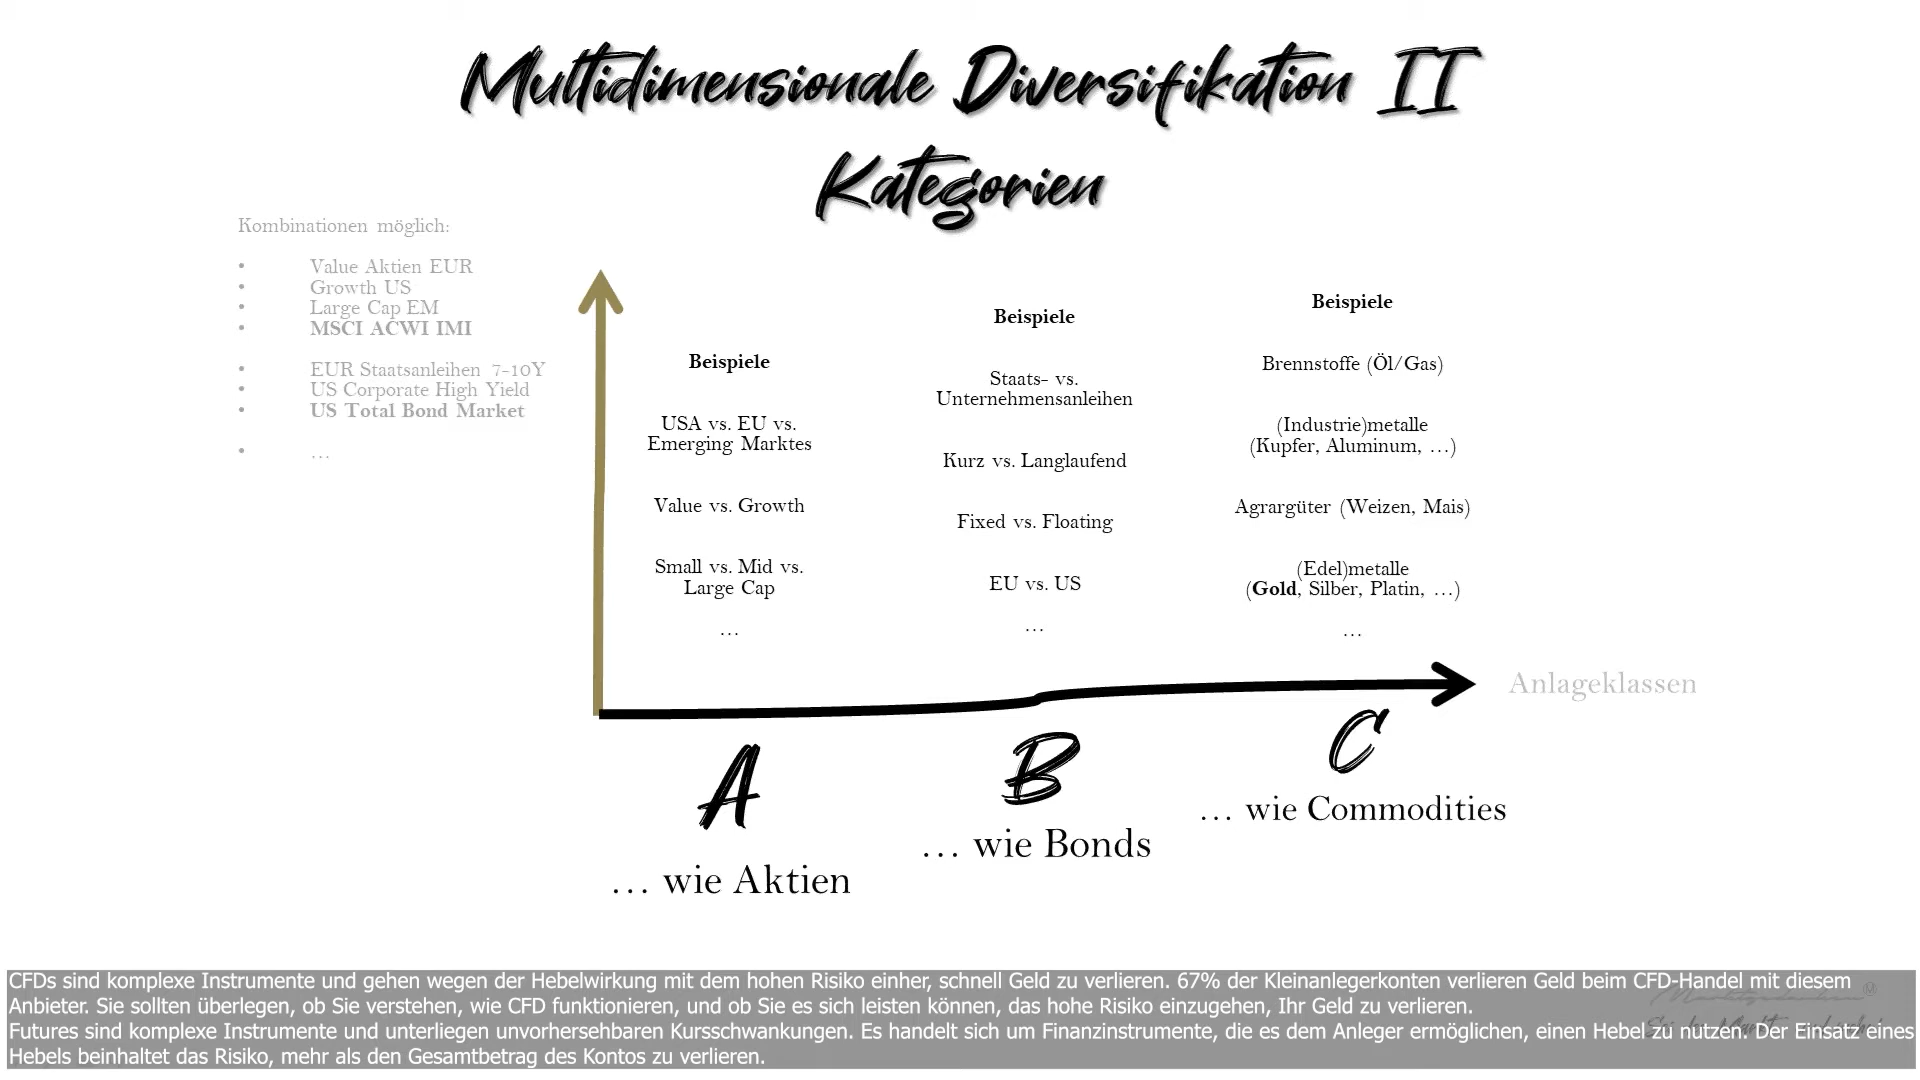 Multidimensionale Diversifikation II
Kategorien
Kombinationen möglich:
• Value Aktien EUR
• Growth US
• Large Cap EM
• MSCI ACWI IMI
• EUR Staatsanleihen 7-10Y
• US Corporate High Yield
• US Total Bond Market
• …
Beispiele
USA vs. EU vs.
Emerging Marktes
Value vs. Growth
Small vs. Mid vs.
Large Cap
…
Beispiele
Staats- vs.
Unternehmensanleihen
Kurz vs. Langlaufend
Fixed vs. Floating
EU vs. US
…
Beispiele
Brennstoffe (Öl/Gas)
(Industrie)metalle
(Kupfer, Aluminum, …)
Agrargüter (Weizen, Mais)
(Edel)metalle
(Gold, Silber, Platin, …)
…
Anlageklassen
A
… wie Aktien
B
… wie Bonds
C
… wie Commodities
CFDs sind komplexe Instrumente und gehen wegen der Hebelwirkung mit dem hohen Risiko einher, schnell Geld zu verlieren. 67% der Kleinanlegerkonten verlieren Geld beim CFD-Handel mit diesem
Anbieter. Sie sollten überlegen, ob Sie verstehen, wie CFD funktionieren, und ob Sie es sich leisten können, das hohe Risiko einzugehen, Ihr Geld zu verlieren.
Futures sind komplexe Instrumente und unterliegen unvorhersehbaren Kursschwankungen. Es handelt sich um Finanzinstrumente, die es dem Anleger ermöglichen, einen Hebel zu nutzen. Der Einsatz eines
Hebels beinhaltet das Risiko, mehr als den Gesamtbetrag des Kontos zu verlieren.